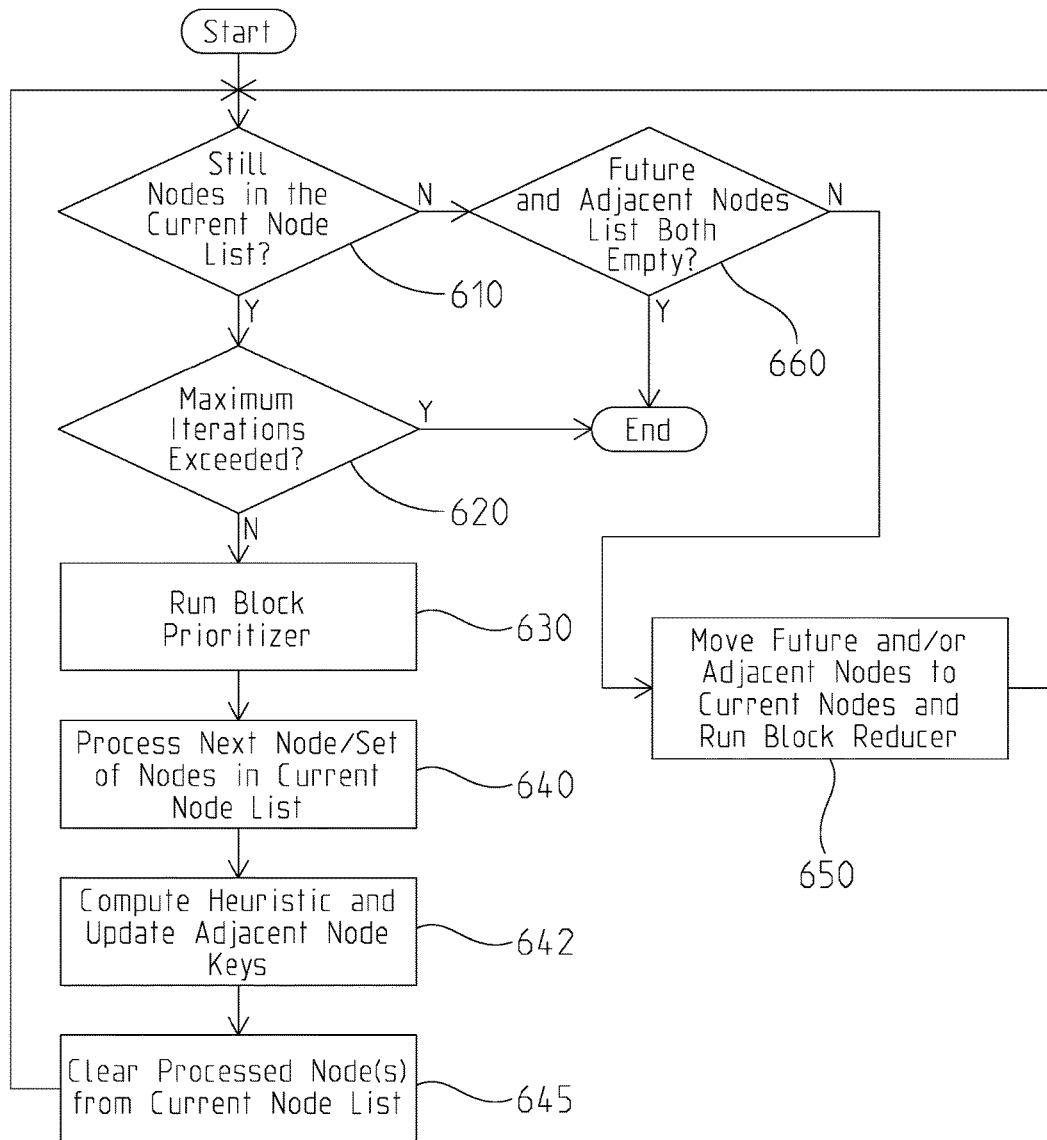 Start
Still
Nodes in the
Current Node
List?
N
610
Y
Future
and Adjacent Nodes
List Both
Empty?
N
660
Y
Maximum
Iterations
Exceeded?
Y
620
N
End
Run Block
Prioritizer
630
Process Next Node/Set
of Nodes in Current
Node List
640
Move Future and/or
Adjacent Nodes to
Current Nodes and
Run Block Reducer
650
Compute Heuristic and
Update Adjacent Node
Keys
642
Clear Processed Node(s)
from Current Node List
645